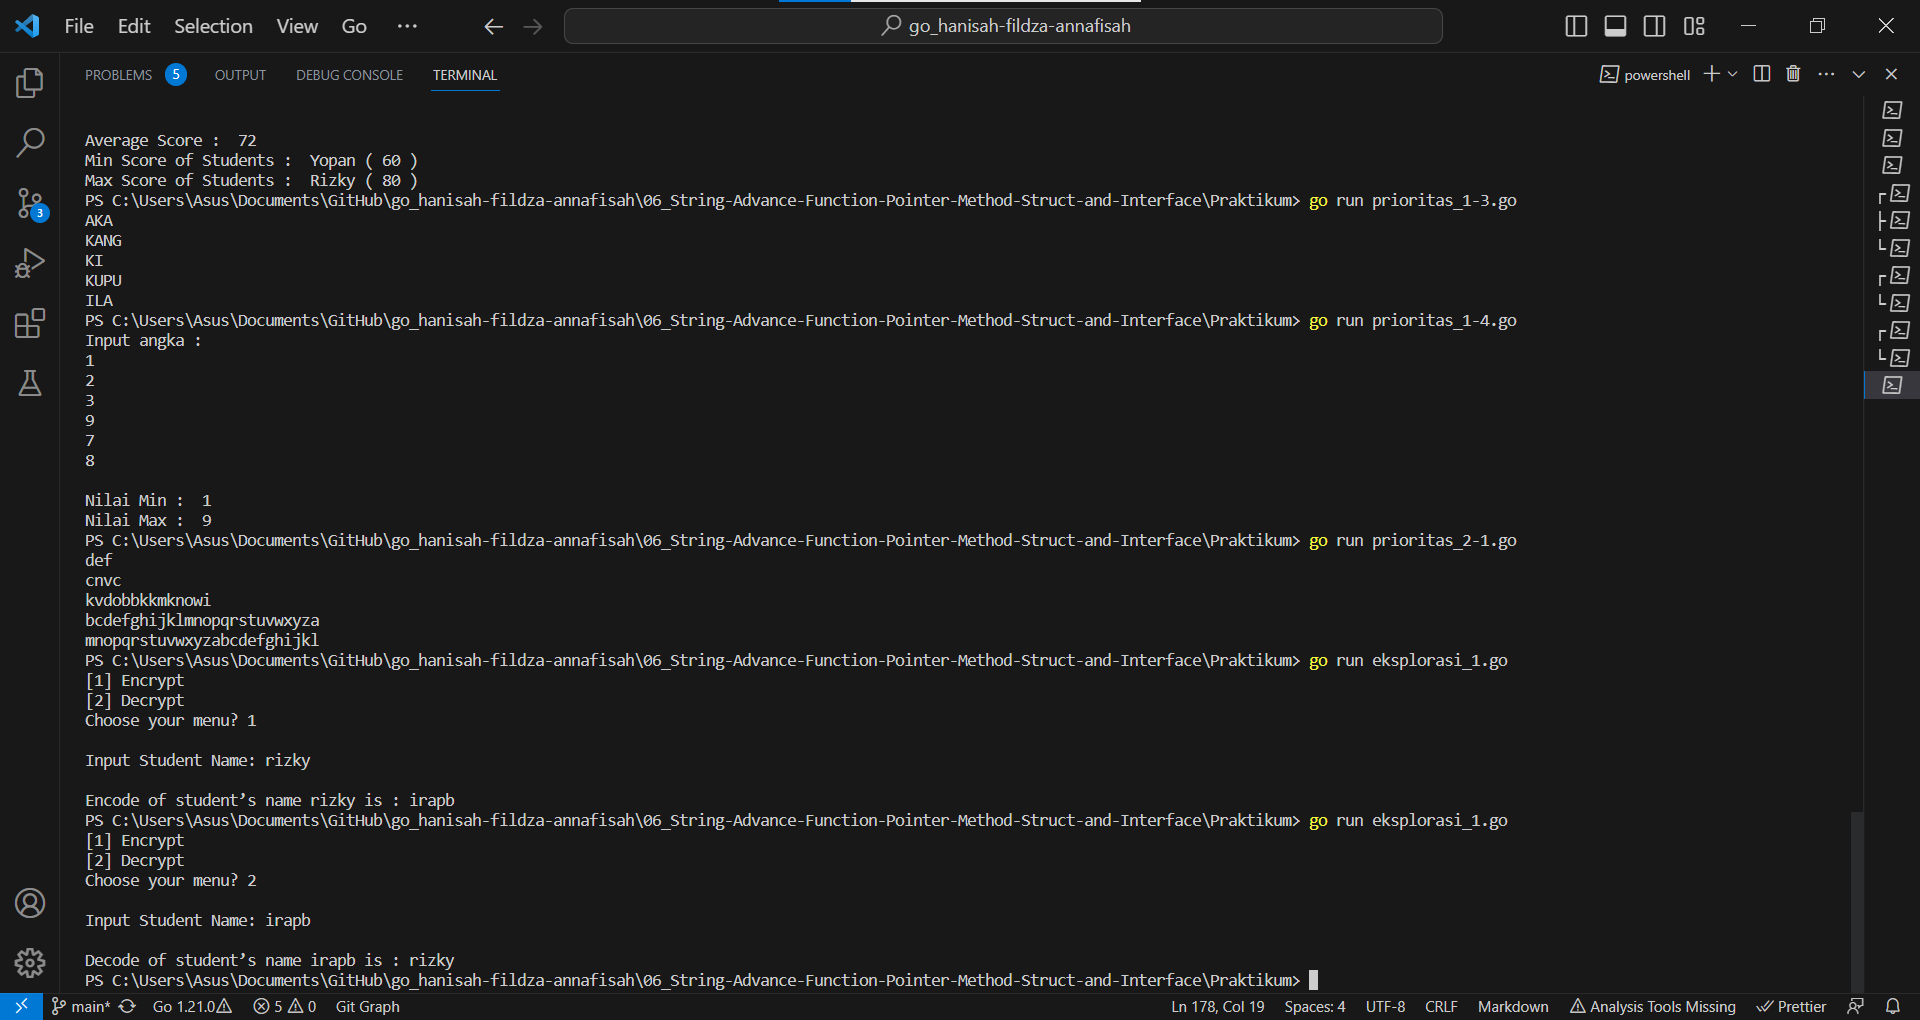 File Edit Selection View Go ··· go_hanisah-fildza-annafisah
PROBLEMS 5 OUTPUT DEBUG CONSOLE TERMINAL powershell
Average Score :  72
Min Score of Students :  Yopan ( 60 )
Max Score of Students :  Rizky ( 80 )
PS C:\Users\Asus\Documents\GitHub\go_hanisah-fildza-annafisah\06_String-Advance-Function-Pointer-Method-Struct-and-Interface\Praktikum> go run prioritas_1-3.go
AKA
KANG
KI
KUPU
ILA
PS C:\Users\Asus\Documents\GitHub\go_hanisah-fildza-annafisah\06_String-Advance-Function-Pointer-Method-Struct-and-Interface\Praktikum> go run prioritas_1-4.go
Input angka :
1
2
3
9
7
8
Nilai Min :  1
Nilai Max :  9
PS C:\Users\Asus\Documents\GitHub\go_hanisah-fildza-annafisah\06_String-Advance-Function-Pointer-Method-Struct-and-Interface\Praktikum> go run prioritas_2-1.go
def
cnvc
kvdobbkkmknowi
bcdefghijklmnopqrstuvwxyza
mnopqrstuvwxyzabcdefghijkl
PS C:\Users\Asus\Documents\GitHub\go_hanisah-fildza-annafisah\06_String-Advance-Function-Pointer-Method-Struct-and-Interface\Praktikum> go run eksplorasi_1.go
[1] Encrypt
[2] Decrypt
Choose your menu? 1
Input Student Name: rizky
Encode of student’s name rizky is : irapb
PS C:\Users\Asus\Documents\GitHub\go_hanisah-fildza-annafisah\06_String-Advance-Function-Pointer-Method-Struct-and-Interface\Praktikum> go run eksplorasi_1.go
[1] Encrypt
[2] Decrypt
Choose your menu? 2
Input Student Name: irapb
Decode of student’s name irapb is : rizky
PS C:\Users\Asus\Documents\GitHub\go_hanisah-fildza-annafisah\06_String-Advance-Function-Pointer-Method-Struct-and-Interface\Praktikum>
3
main* Go 1.21.0 5 0 Git Graph Ln 178, Col 19 Spaces: 4 UTF-8 CRLF Markdown Analysis Tools Missing Prettier